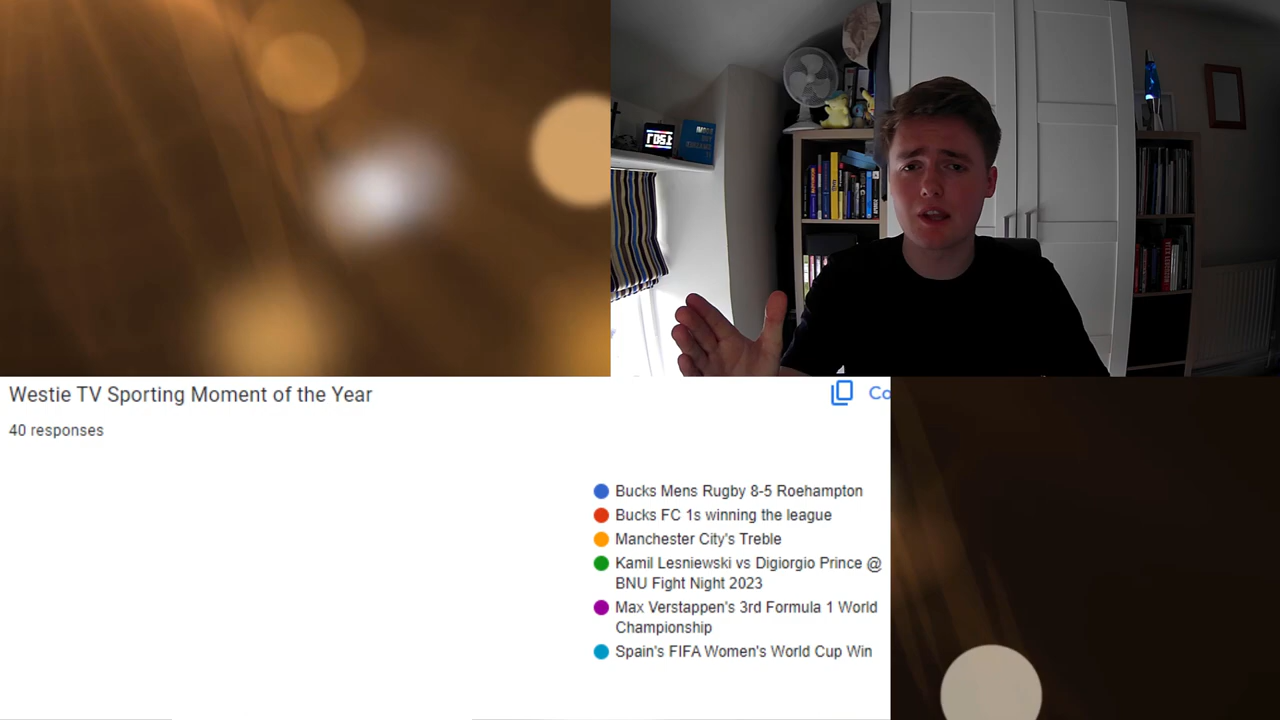 Westie TV Sporting Moment of the Year
Co
40 responses
Bucks Mens Rugby 8-5 Roehampton
Bucks FC 1s winning the league
Manchester City's Treble
Kamil Lesniewski vs Digiorgio Prince @
BNU Fight Night 2023
Max Verstappen's 3rd Formula 1 World
Championship
Spain's FIFA Women's World Cup Win